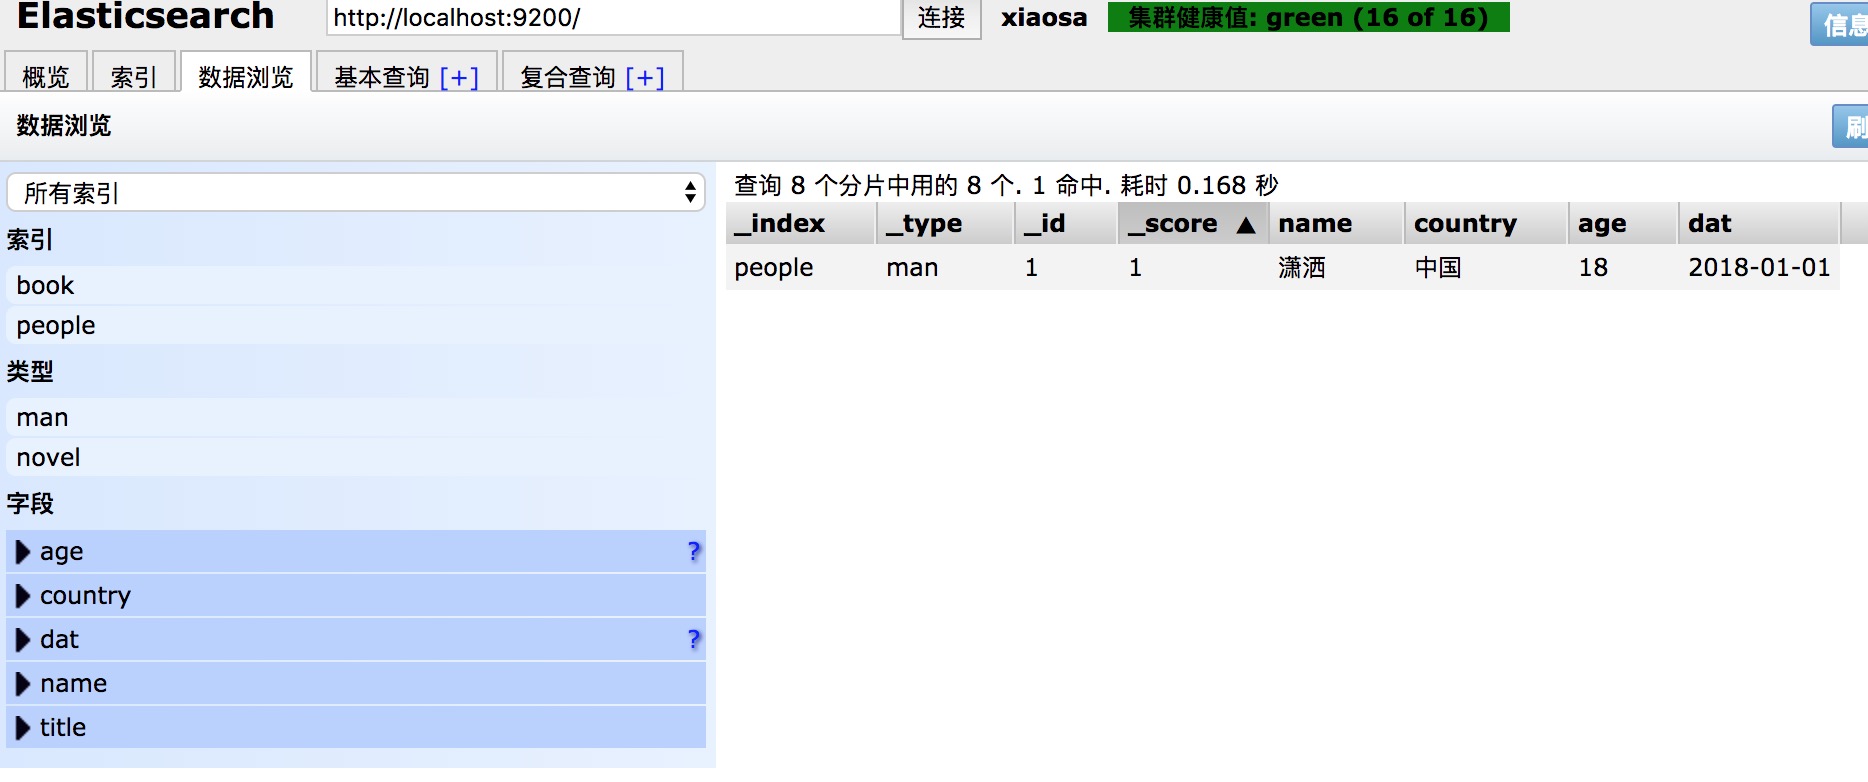 Elasticsearch http://localhost:9200/ 连接 xiaosa 集群健康值: green (16 of 16) 信息
概览 索引 数据浏览 基本查询 [+] 复合查询 [+]
数据浏览 刷
所有索引
索引
book
people
类型
man
novel
字段
age ?
country
dat ?
name
title
查询 8 个分片中用的 8 个. 1 命中. 耗时 0.168 秒
_index _type _id _score ▲ name country age dat
people man 1 1 潇洒 中国 18 2018-01-01